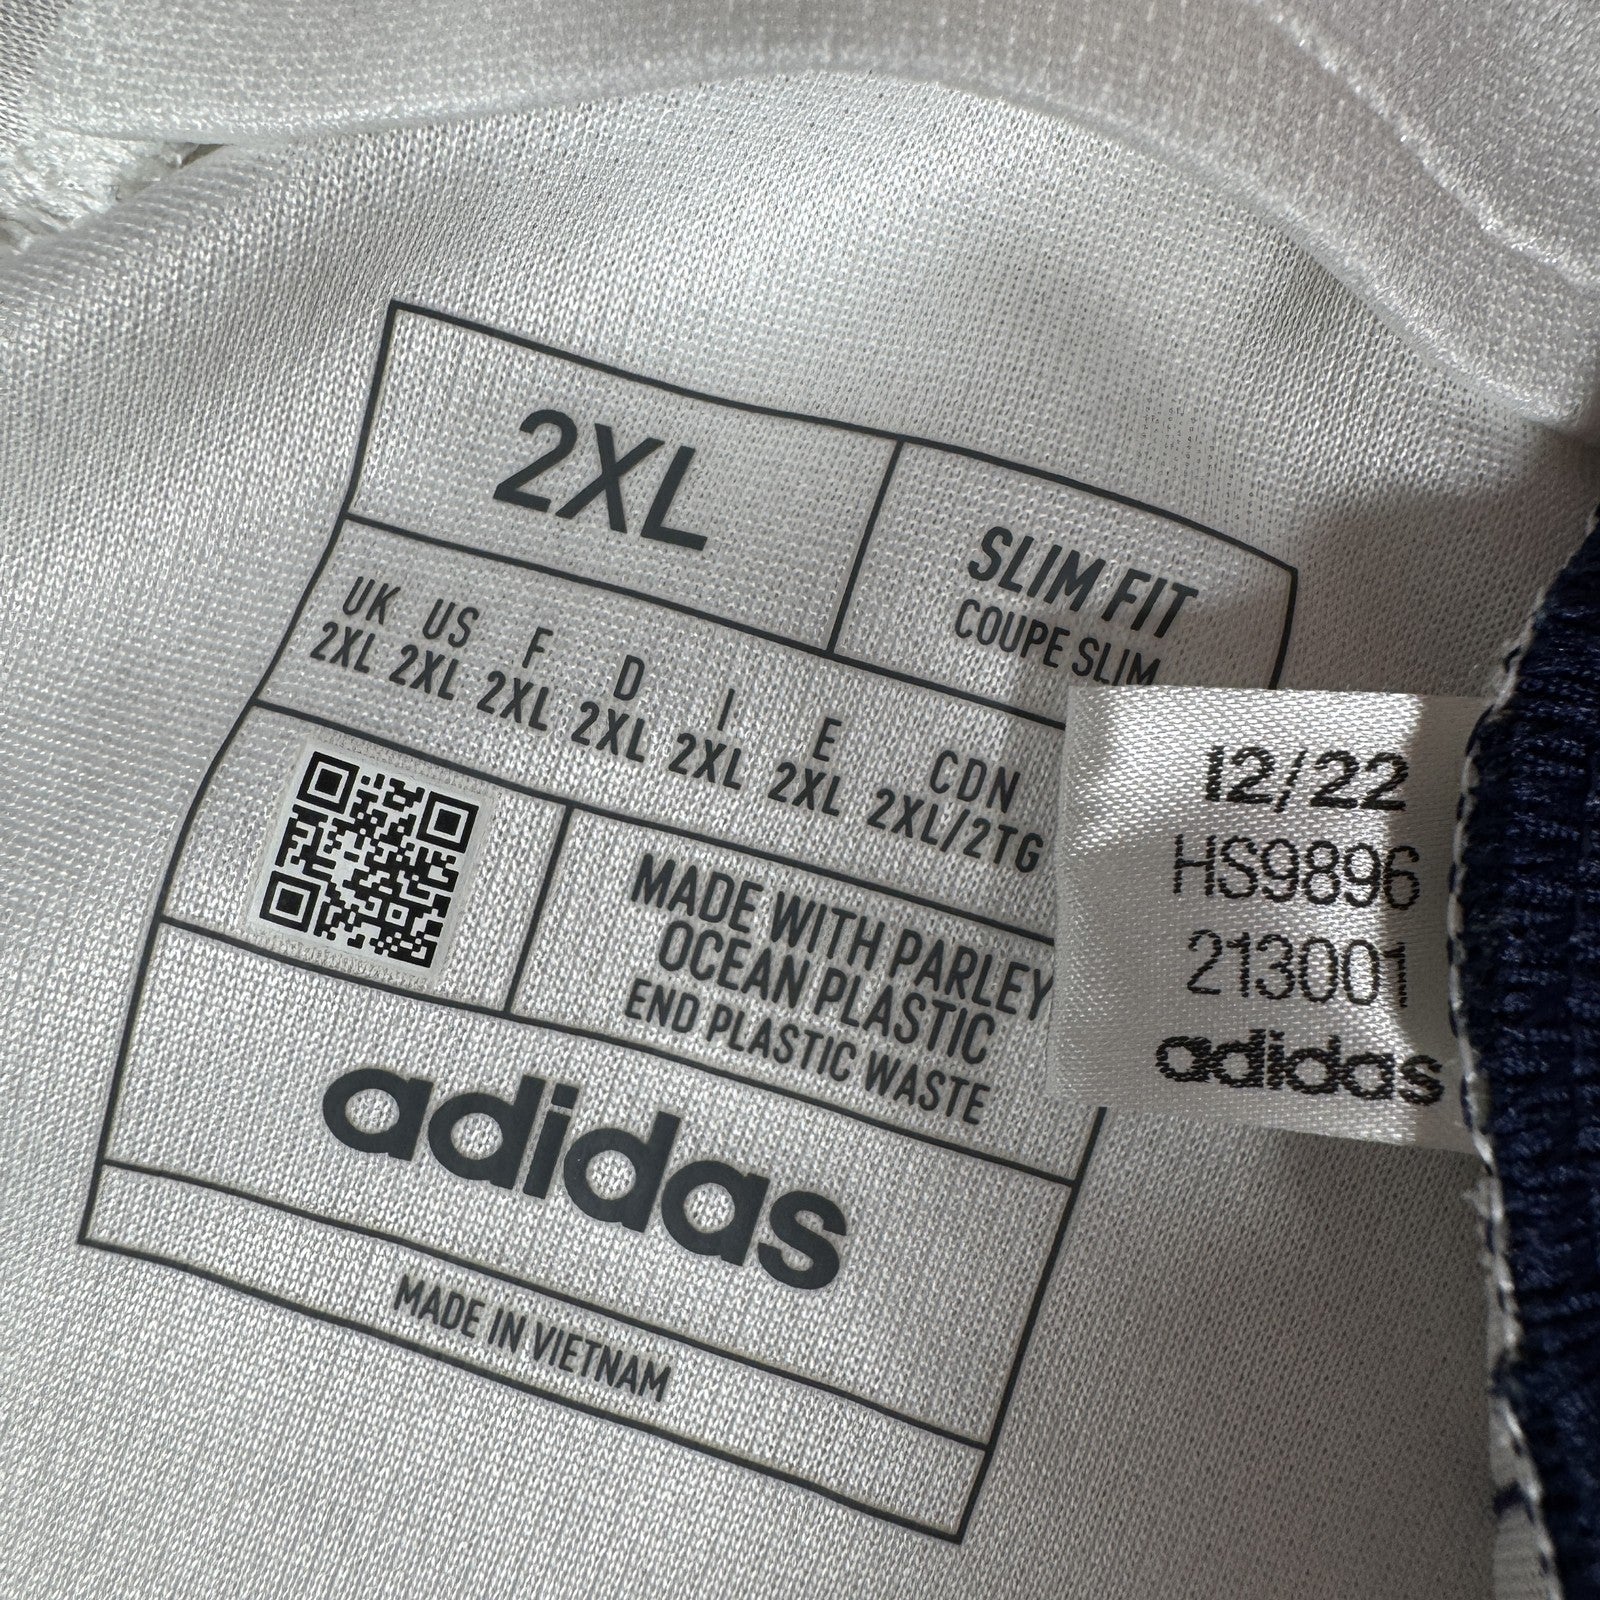 2XL
SLIM FIT
COUPE SLIM
UK US F D I E CDN
2XL 2XL 2XL 2XL 2XL 2XL 2XL/2TG
MADE WITH PARLEY
OCEAN PLASTIC
END PLASTIC WASTE
adidas
MADE IN VIETNAM
12/22
HS9896
213001
adidas